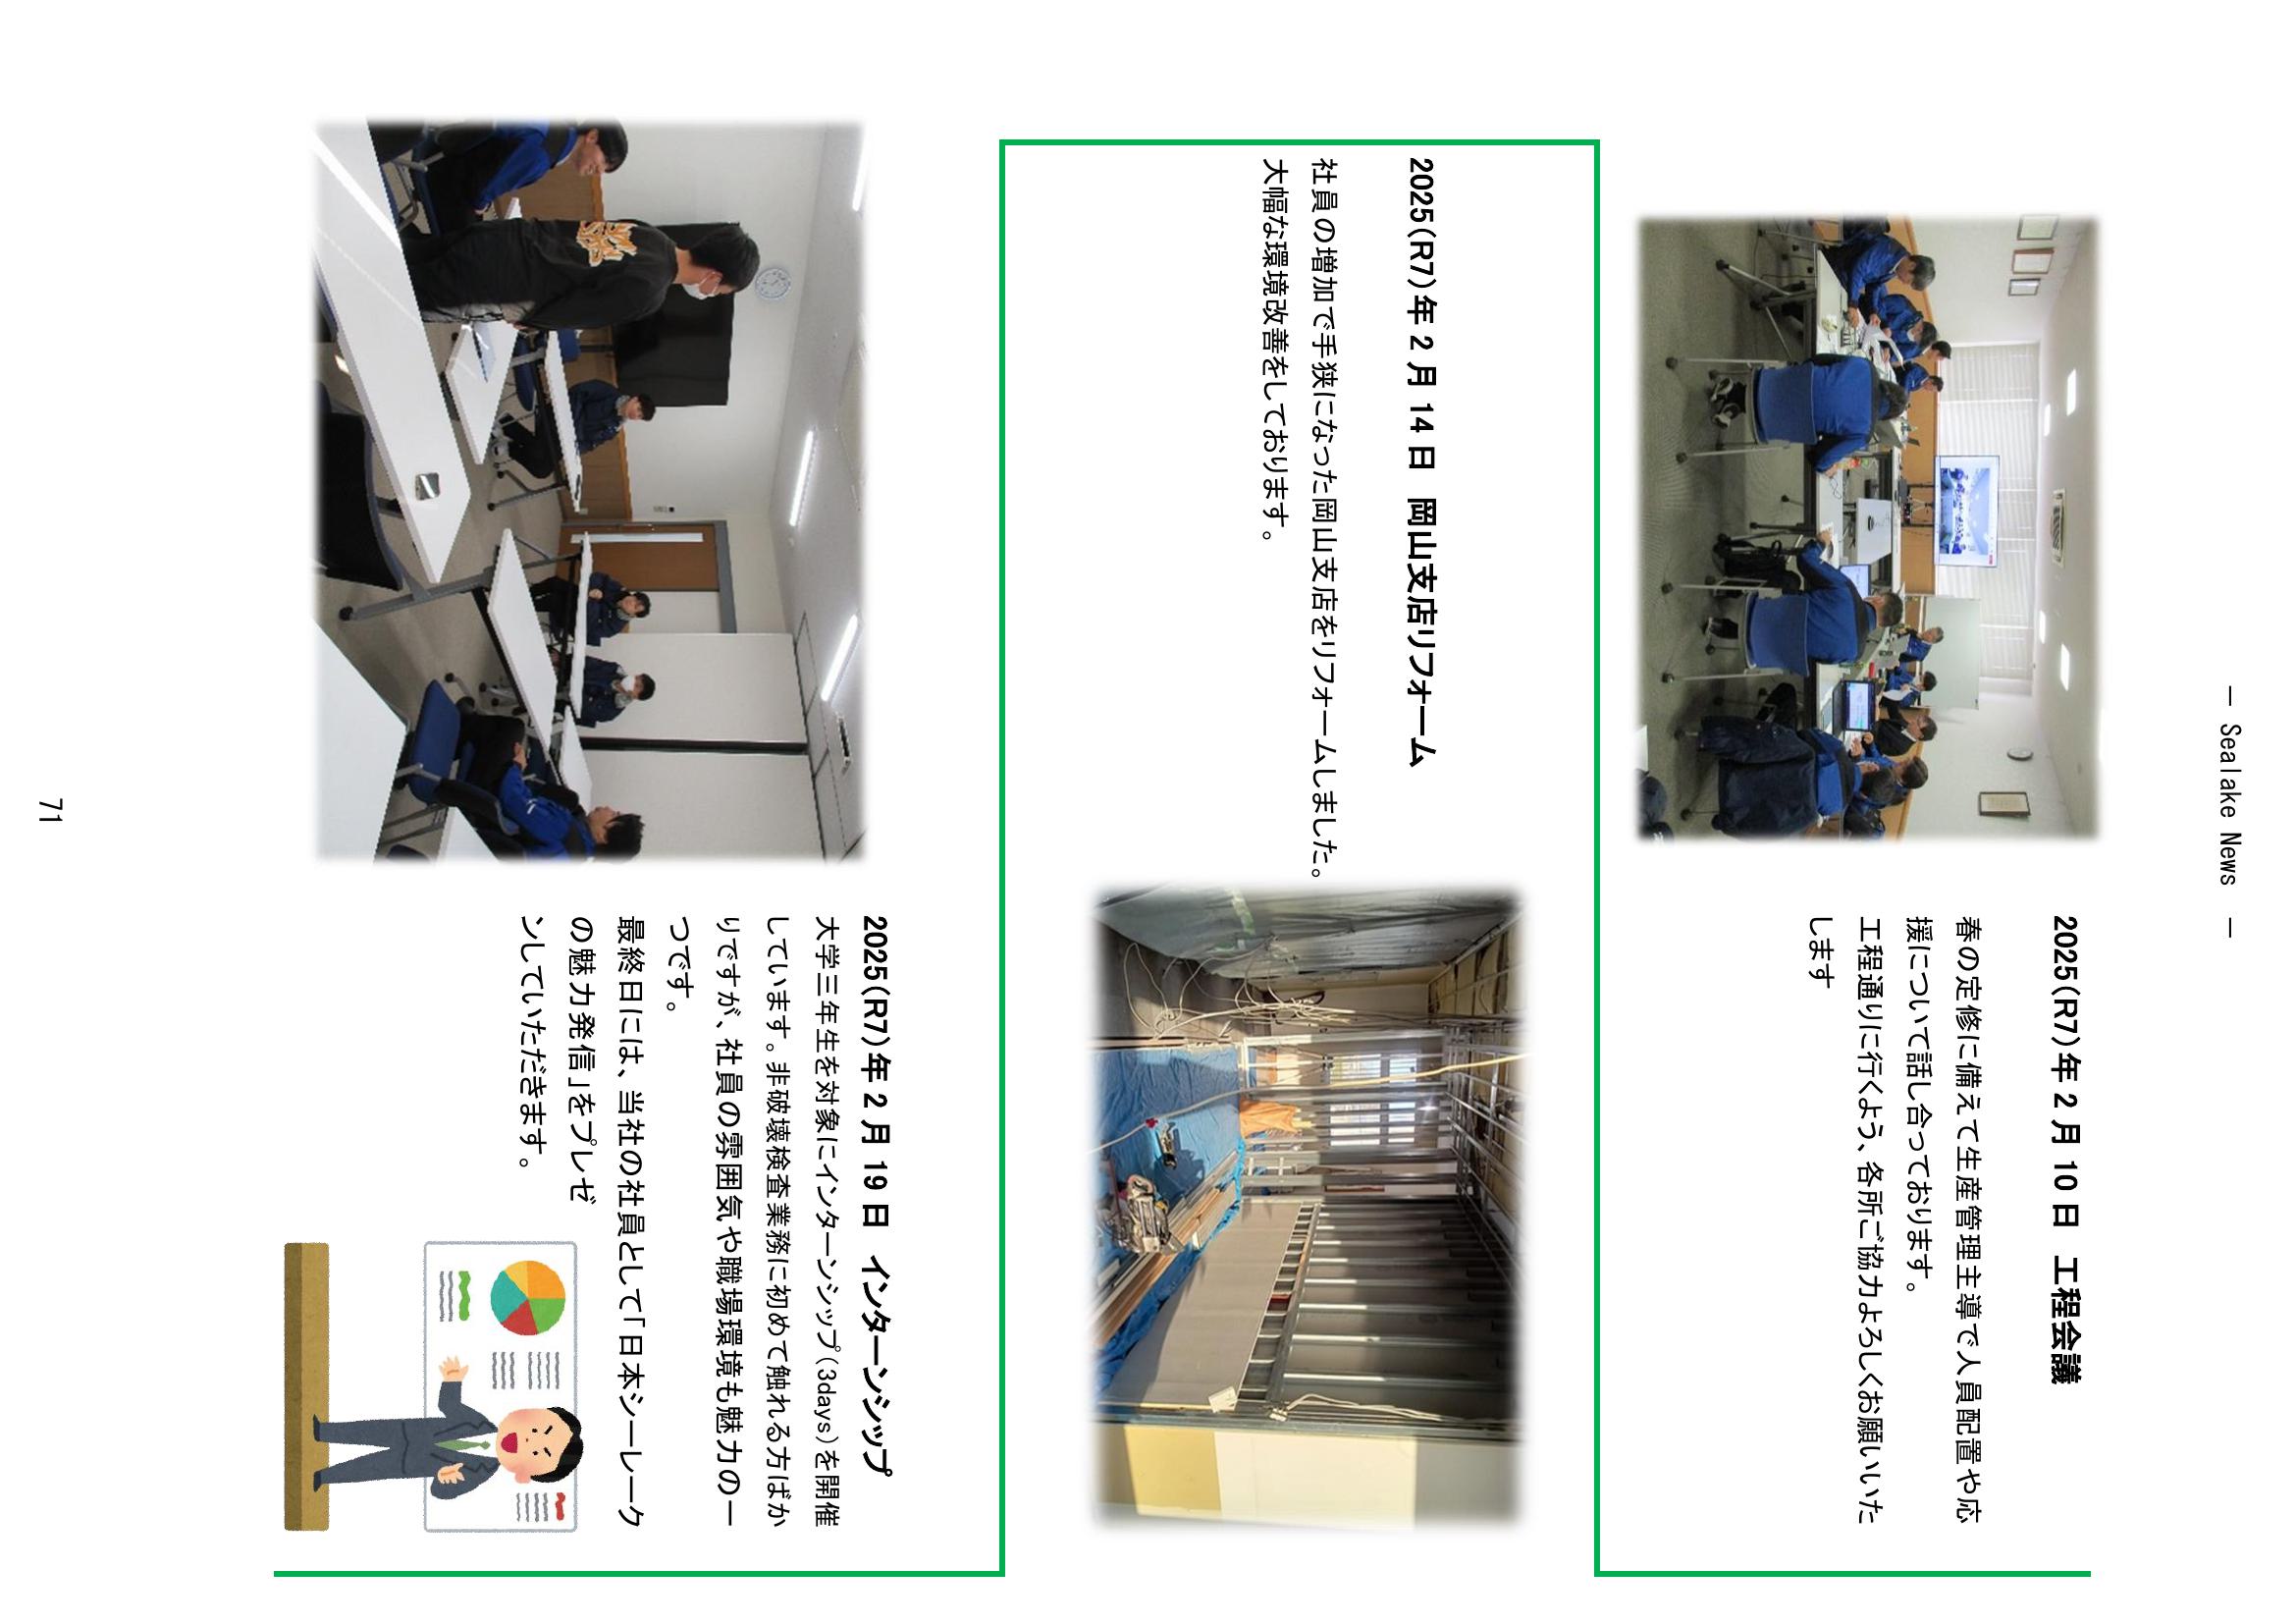 ― Sealake News ―
2025(R7)年 2 月 10 日　工程会議
春の定修に備えて生産管理主導で人員配置や応
援について話し合っております。
工程通りに行くよう、各所ご協力よろしくお願いいた
します
2025(R7)年 2 月 14 日　岡山支店リフォーム
社員の増加で手狭になった岡山支店をリフォームしました。
大幅な環境改善をしております。
2025(R7)年 2 月 19 日　インターンシップ
大学三年生を対象にインターンシップ(3days)を開催
しています。非破壊検査業務に初めて触れる方ばか
りですが、社員の雰囲気や職場環境も魅力の一
つです。
最終日には、当社の社員として「日本シーレーク
の魅力発信」をプレゼ
ンしていただきます。
71